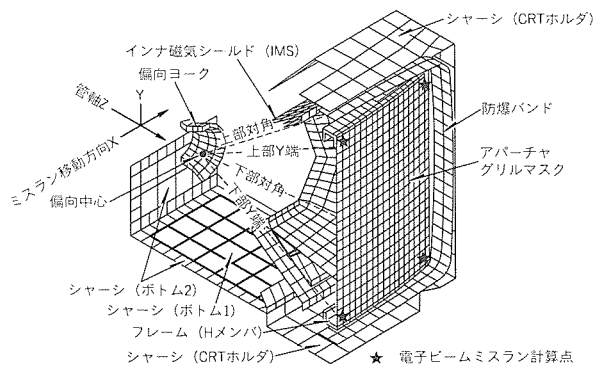 シャーシ（CRTホルダ）
インナ磁気シールド（IMS）
偏向ヨーク
管軸Z
Y
防爆バンド
上部対角
上部Y端
アパーチャ
グリルマスク
ミスラン移動方向X
下部対角
偏向中心
下部Y端
シャーシ（ボトム2）
シャーシ（ボトム1）
フレーム（Hメンバ）
シャーシ（CRTホルダ）
★ 電子ビームミスラン計算点